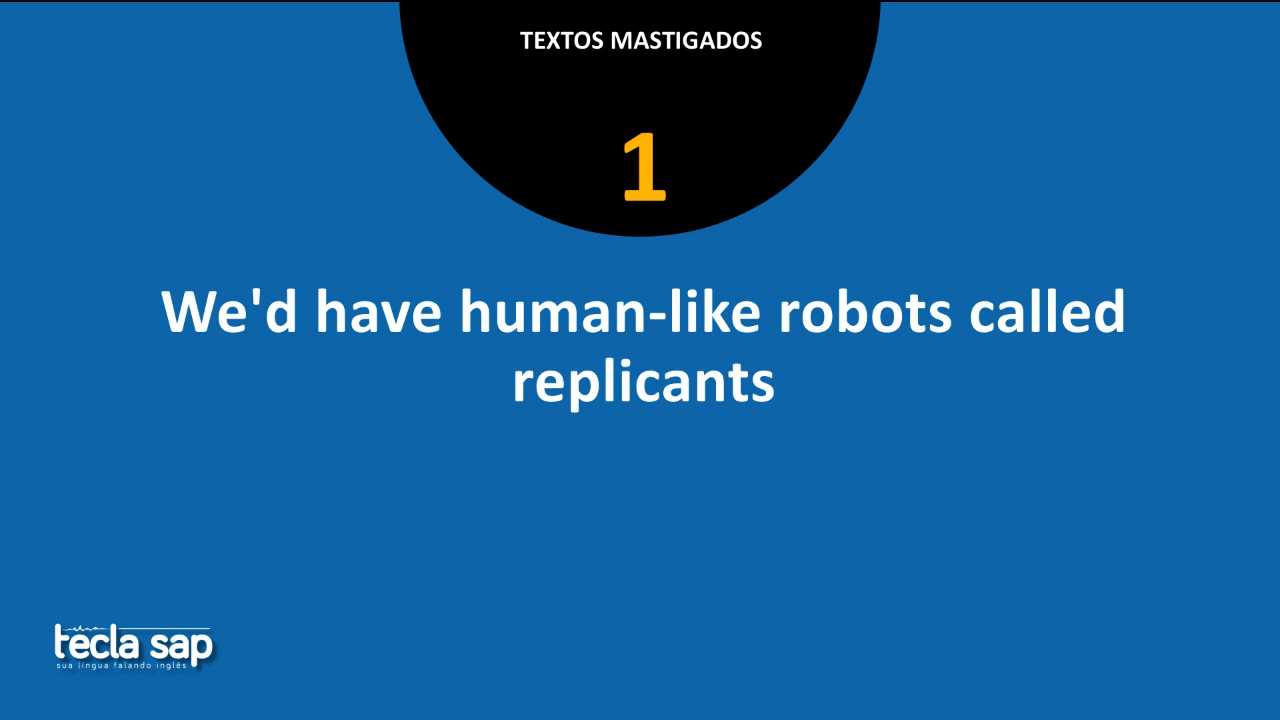 TEXTOS MASTIGADOS
1
We'd have human-like robots called
replicants
tecla sap
sua língua falando inglês